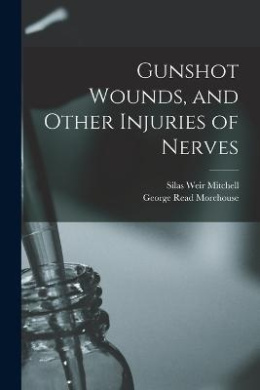 Gunshot
Wounds, and
Other Injuries of
Nerves
Silas Weir Mitchell
George Read Morehouse